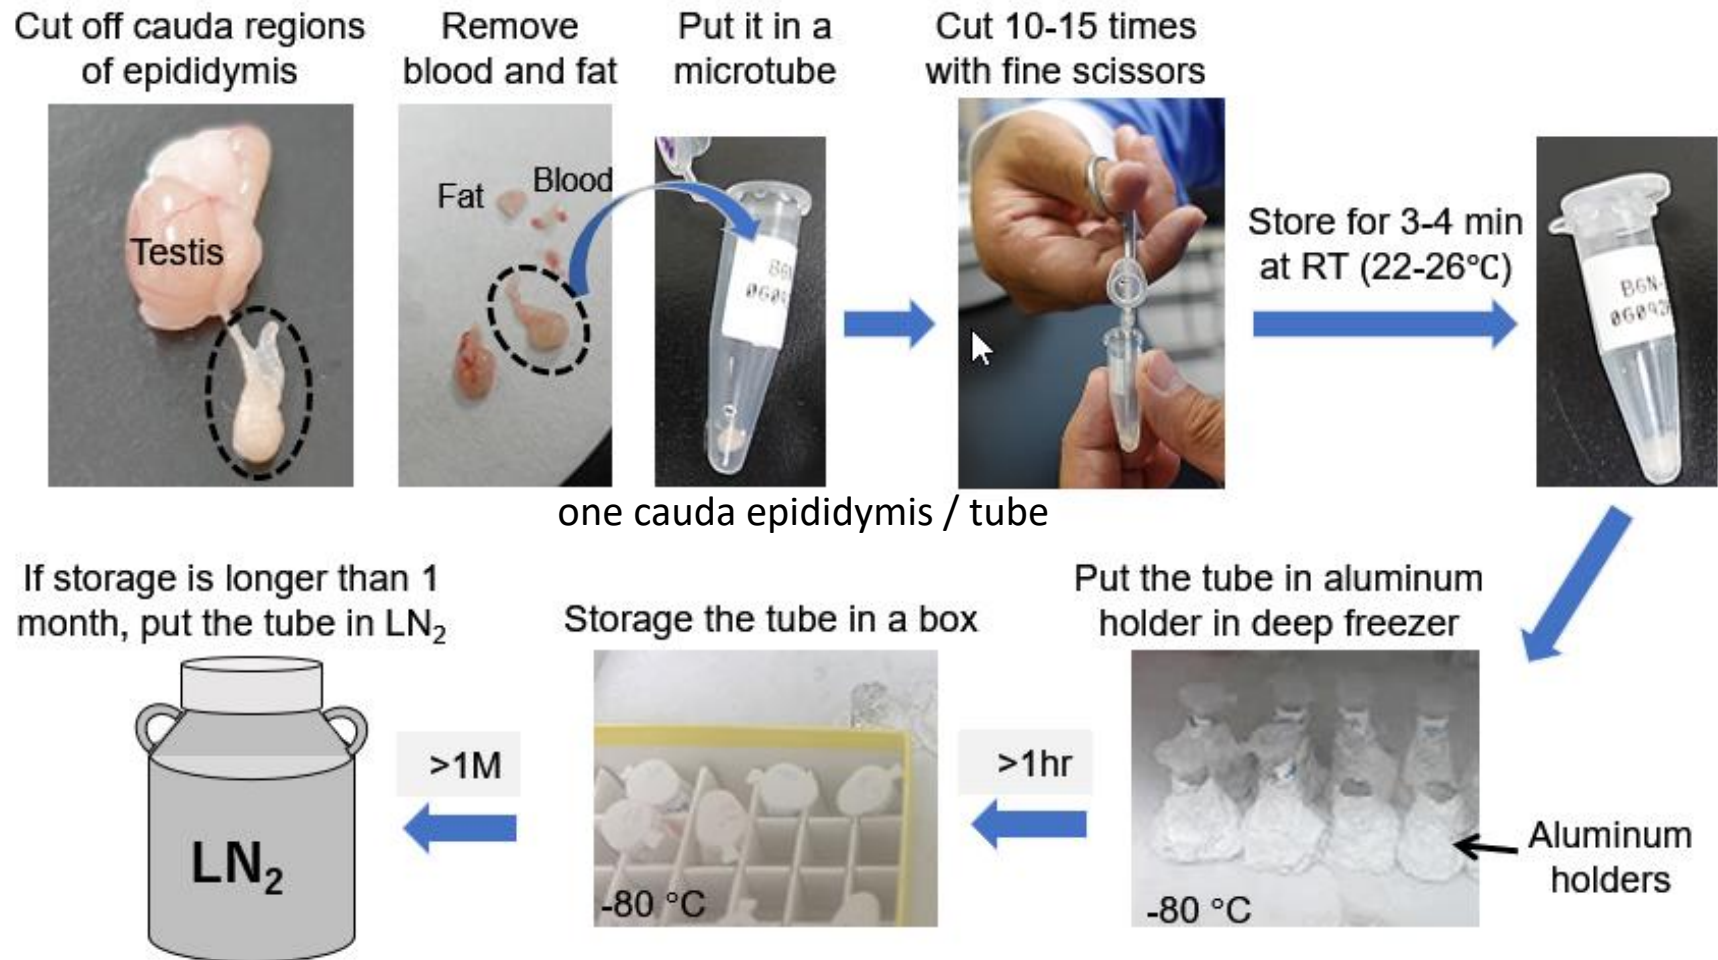 Cut off cauda regions
of epididymis
Remove
blood and fat
Put it in a
microtube
Cut 10-15 times
with fine scissors
Testis
Fat
Blood
B6N
Store for 3-4 min
at RT (22-26℃)
B6N-
one cauda epididymis / tube
If storage is longer than 1
month, put the tube in LN₂
Storage the tube in a box
Put the tube in aluminum
holder in deep freezer
LN₂
>1M
-80 °C
>1hr
-80 °C
Aluminum
holders